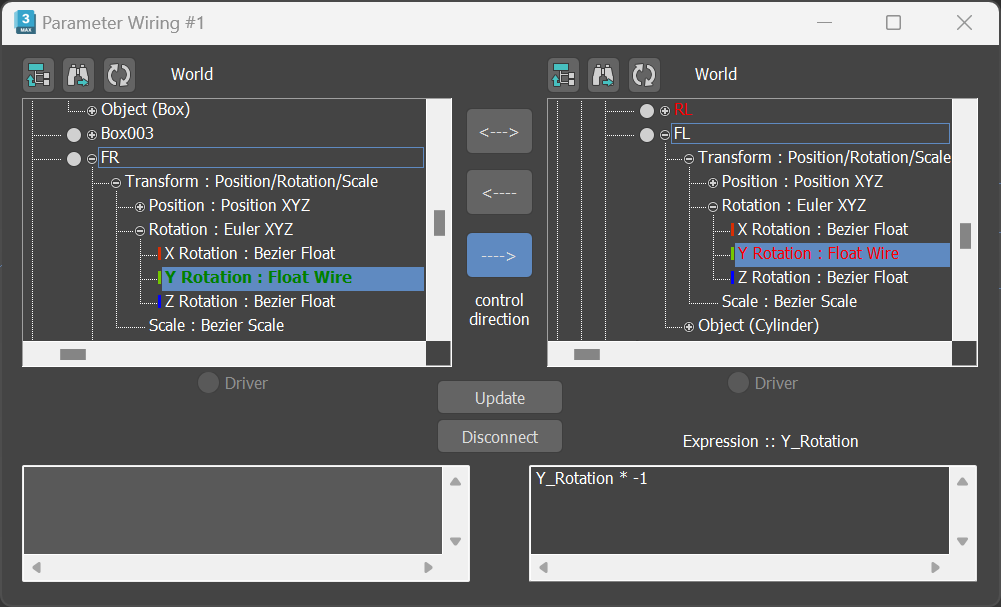 3
MAX
Parameter Wiring #1
World
World
Object (Box)
Box003
FR
Transform : Position/Rotation/Scale
Position : Position XYZ
Rotation : Euler XYZ
X Rotation : Bezier Float
Y Rotation : Float Wire
Z Rotation : Bezier Float
Scale : Bezier Scale
<--->
<----
---->
control
direction
RL
FL
Transform : Position/Rotation/Scale
Position : Position XYZ
Rotation : Euler XYZ
X Rotation : Bezier Float
Y Rotation : Float Wire
Z Rotation : Bezier Float
Scale : Bezier Scale
Object (Cylinder)
Driver
Driver
Update
Disconnect
Expression :: Y_Rotation
Y_Rotation * -1